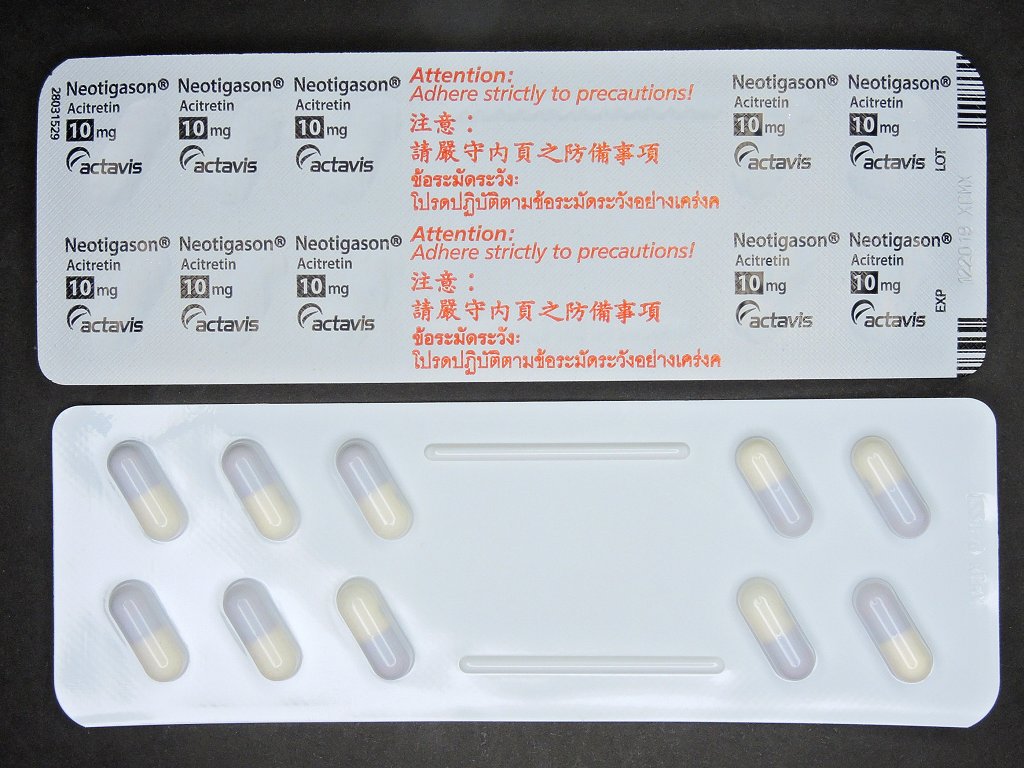 28031529
Neotigason®
Acitretin
10 mg
actavis
Neotigason®
Acitretin
10 mg
actavis
Neotigason®
Acitretin
10 mg
actavis
Attention:
Adhere strictly to precautions!
注意：
請嚴守內頁之防備事項
ข้อระมัดระวัง:
โปรดปฏิบัติตามข้อระมัดระวังอย่างเคร่งค
Neotigason®
Acitretin
10 mg
actavis
Neotigason®
Acitretin
10 mg
actavis
LOT
Neotigason®
Acitretin
10 mg
actavis
Neotigason®
Acitretin
10 mg
actavis
Neotigason®
Acitretin
10 mg
actavis
Attention:
Adhere strictly to precautions!
注意：
請嚴守內頁之防備事項
ข้อระมัดระวัง:
โปรดปฏิบัติตามข้อระมัดระวังอย่างเคร่งค
Neotigason®
Acitretin
10 mg
actavis
Neotigason®
Acitretin
10 mg
actavis
EXP